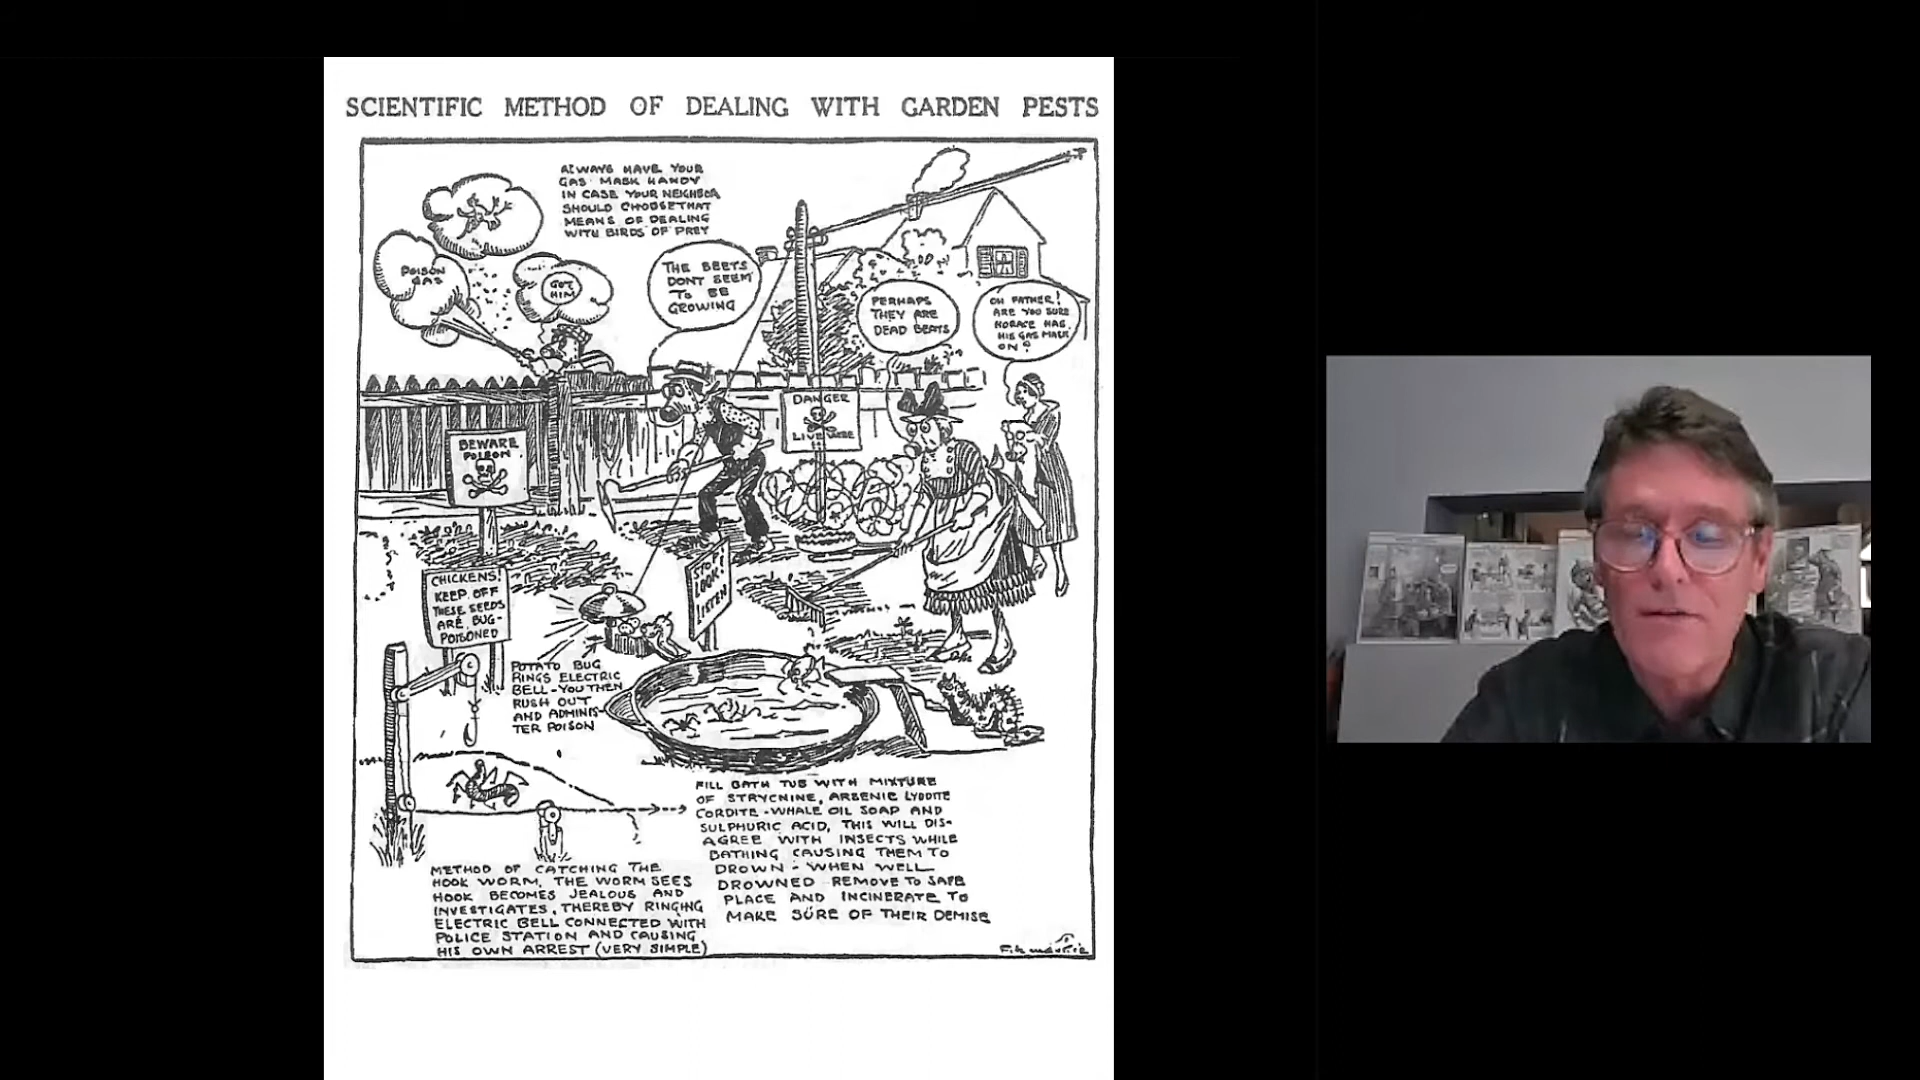 SCIENTIFIC METHOD OF DEALING WITH GARDEN PESTS
ALWAYS HAVE YOUR
GAS MASK HANDY
IN CASE YOUR NEIGHBOR
SHOULD CHOOSE THAT
MEANS OF DEALING
WITH BIRDS OF PREY
POISON
GAS
GOT
HIM
THE BEETS
DONT SEEM
TO BE
GROWING
PERHAPS
THEY ARE
DEAD BEATS
OH FATHER!
ARE YOU SURE
HORACE HAS
HIS GAS MASK
ON?
DANGER
LIVE WIRE
BEWARE
POISON
CHICKENS!
KEEP OFF
THESE SEEDS
ARE BUG-
POISONED
STOP!
LOOK!
LISTEN
POTATO BUG
RINGS ELECTRIC
BELL-YOU THEN
RUSH OUT
AND ADMINIS-
TER POISON
FILL BATH TUB WITH MIXTURE
OF STRYCNINE, ARSENIC LYDDITE
CORDITE-WHALE OIL SOAP AND
SULPHURIC ACID, THIS WILL DIS-
AGREE WITH INSECTS WHILE
BATHING CAUSING THEM TO
DROWN - WHEN WELL
DROWNED REMOVE TO SAFE
PLACE AND INCINERATE TO
MAKE SURE OF THEIR DEMISE
METHOD OF CATCHING THE
HOOK WORM. THE WORM SEES
HOOK BECOMES JEALOUS AND
INVESTIGATES, THEREBY RINGING
ELECTRIC BELL CONNECTED WITH
POLICE STATION AND CAUSING
HIS OWN ARREST (VERY SIMPLE)